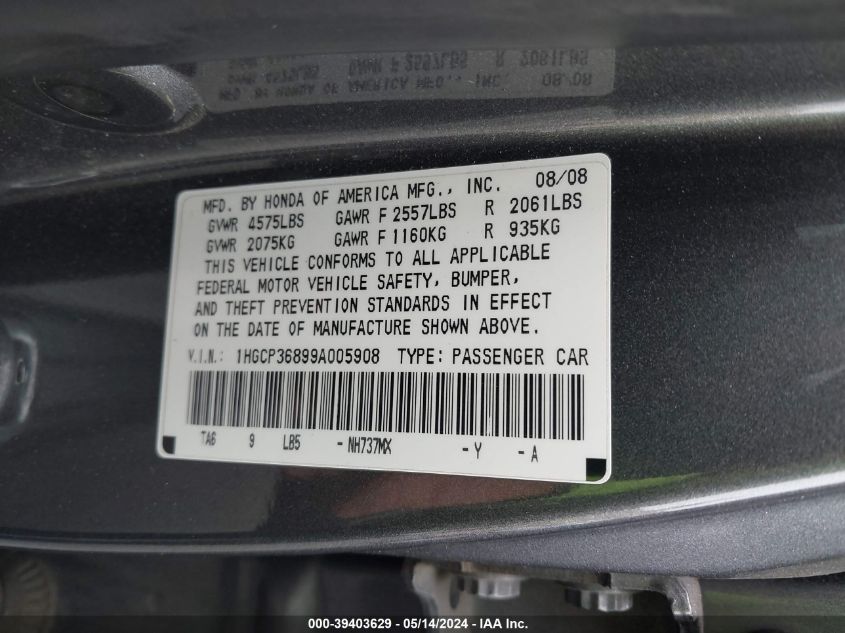 MFD. BY HONDA OF AMERICA MFG., INC. 08/08
GVWR 4575LBS GAWR F 2557LBS R 2061LBS
GVWR 2075KG GAWR F 1160KG R 935KG
THIS VEHICLE CONFORMS TO ALL APPLICABLE
FEDERAL MOTOR VEHICLE SAFETY, BUMPER,
AND THEFT PREVENTION STANDARDS IN EFFECT
ON THE DATE OF MANUFACTURE SHOWN ABOVE.
V.I.N.: 1HGCP36899A005908 TYPE: PASSENGER CAR
TA6 9 LB5 - NH737MX - Y - A
000-39403629 - 05/14/2024 - IAA Inc.